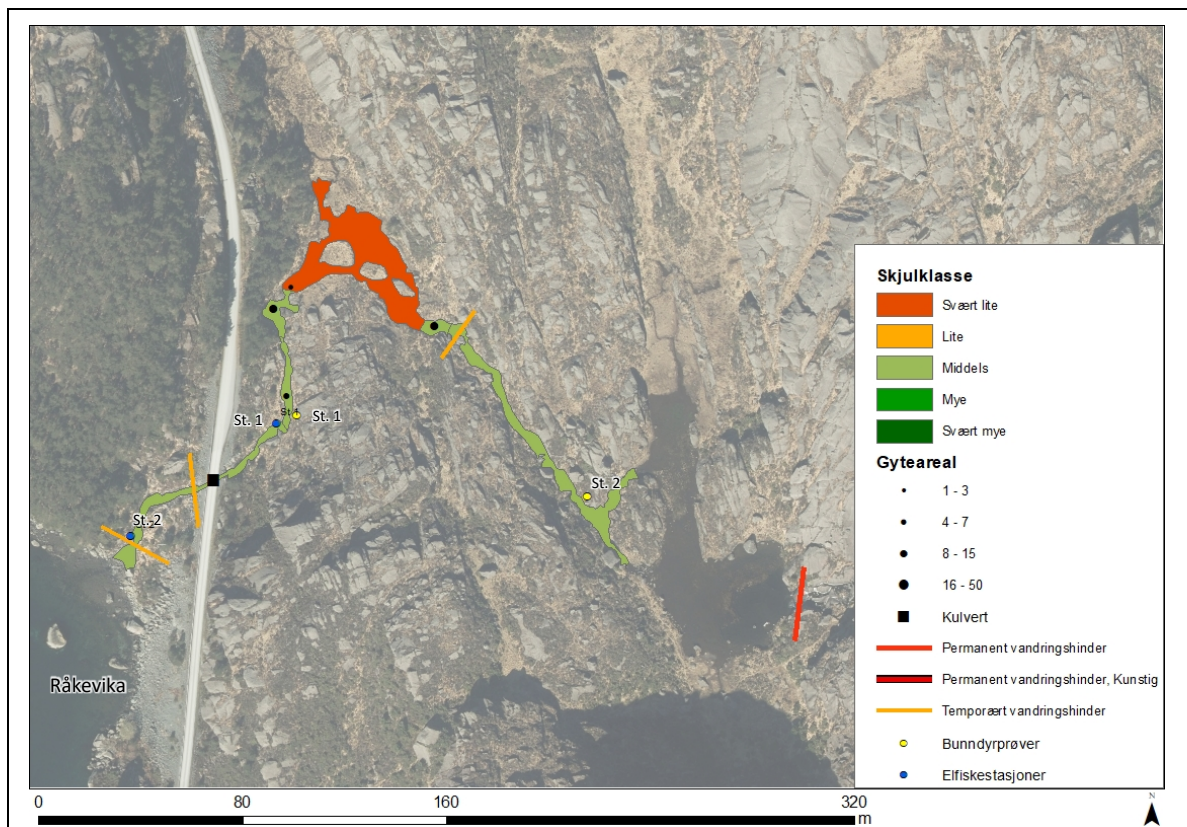 St. 1
St. 1
St. 1
St. 2
St. 2
Råkevika
Skjulklasse
Svært lite
Lite
Middels
Mye
Svært mye
Gyteareal
1 - 3
4 - 7
8 - 15
16 - 50
Kulvert
Permanent vandringshinder
Permanent vandringshinder, Kunstig
Temporært vandringshinder
Bunndyrprøver
Elfiskestasjoner
0 80 160 320
m
N